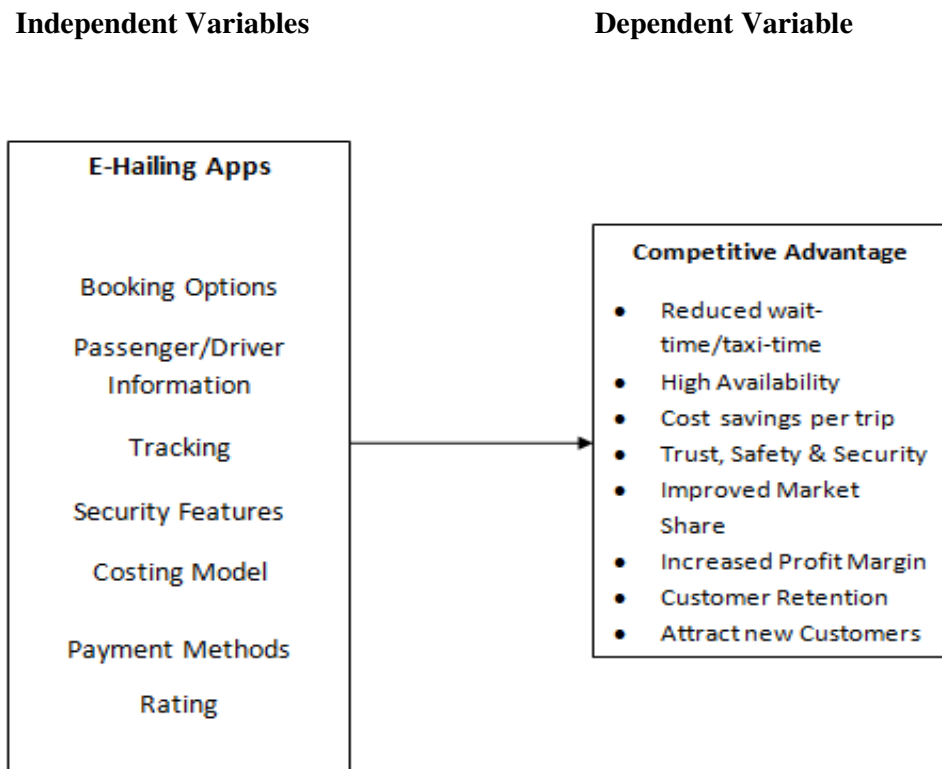 Independent Variables
Dependent Variable
E-Hailing Apps
Booking Options
Passenger/Driver
Information
Tracking
Security Features
Costing Model
Payment Methods
Rating
Competitive Advantage
• Reduced wait-
time/taxi-time
• High Availability
• Cost savings per trip
• Trust, Safety & Security
• Improved Market
Share
• Increased Profit Margin
• Customer Retention
• Attract new Customers